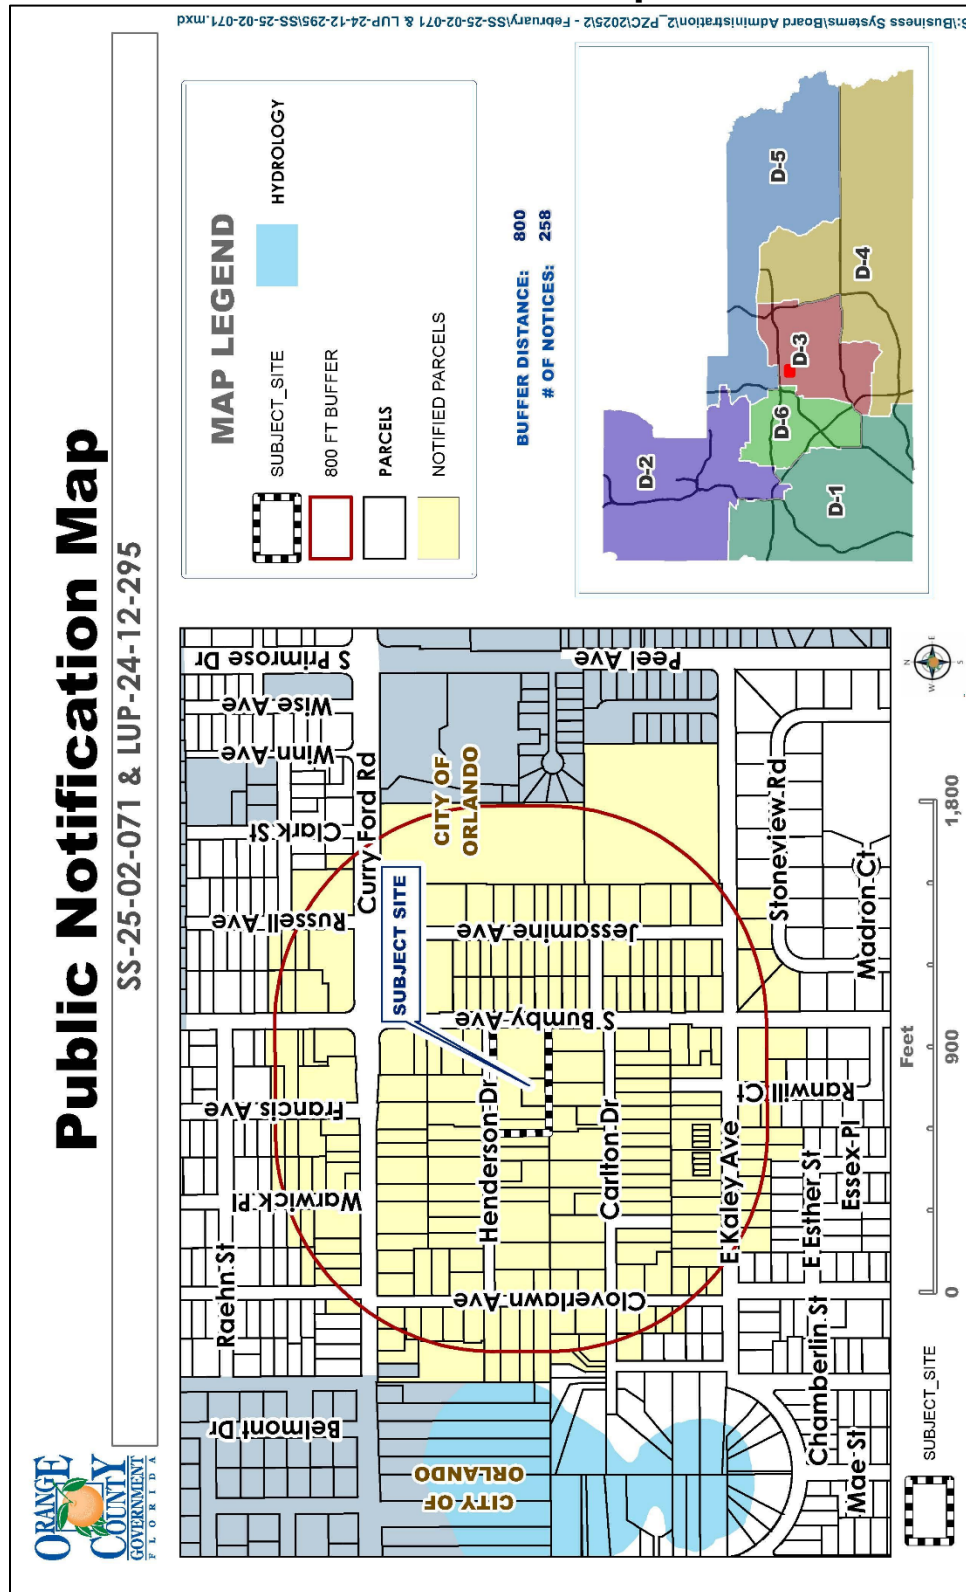 Public Notification Map
SS-25-02-071 & LUP-24-12-295
ORANGE
COUNTY
GOVERNMENT
FLORIDA
Belmont Dr
Raehn St
Warwick Pl
Francis Ave
Russell Ave
Clark St
Winn Ave
Wise Ave
S Primrose Dr
Curry Ford Rd
CITY OF
ORLANDO
CITY OF
ORLANDO
SUBJECT SITE
Henderson Dr
S Bumby Ave
Jessamine Ave
Cloverlawn Ave
Carlton Dr
Peel Ave
E Kaley Ave
Ranwill Ct
Stoneview Rd
Chamberlin St
E Esther St
Mae St
Essex Pl
Madron Ct
SUBJECT_SITE
Feet
0
900
1,800
N
W
E
S
MAP LEGEND
SUBJECT_SITE
HYDROLOGY
800 FT BUFFER
PARCELS
NOTIFIED PARCELS
BUFFER DISTANCE: 800
# OF NOTICES: 258
D-2
D-5
D-6
D-3
D-1
D-4
S:\Business Systems\Board Administration\2_PZC\2025\2 - February\SS\SS-25-02-071 & LUP-24-12-295\SS-25-02-071.mxd